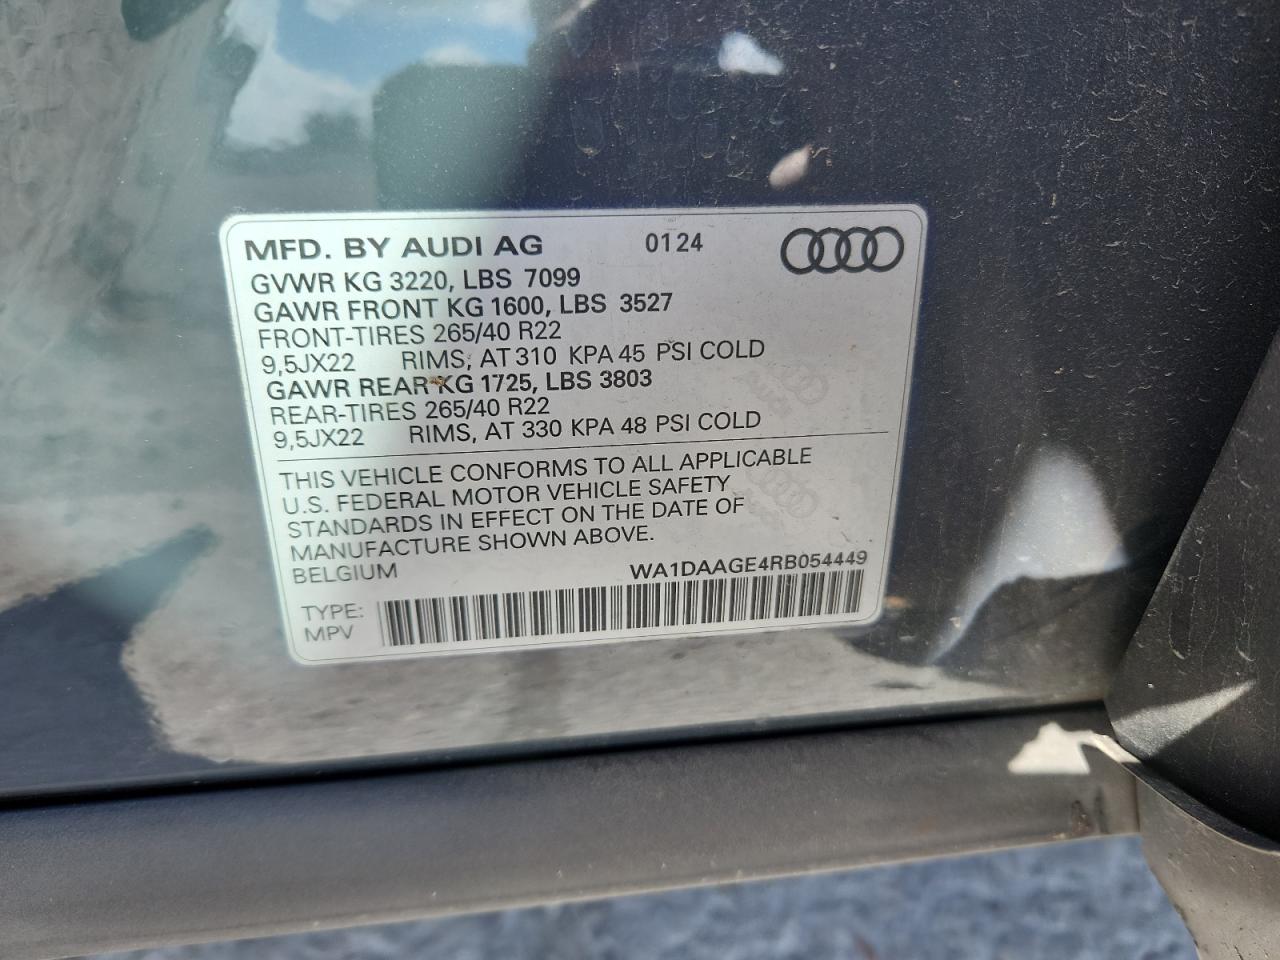 MFD. BY AUDI AG 0124
GVWR KG 3220, LBS 7099
GAWR FRONT KG 1600, LBS 3527
FRONT-TIRES 265/40 R22
9,5JX22 RIMS, AT 310 KPA 45 PSI COLD
GAWR REAR KG 1725, LBS 3803
REAR-TIRES 265/40 R22
9,5JX22 RIMS, AT 330 KPA 48 PSI COLD
THIS VEHICLE CONFORMS TO ALL APPLICABLE
U.S. FEDERAL MOTOR VEHICLE SAFETY
STANDARDS IN EFFECT ON THE DATE OF
MANUFACTURE SHOWN ABOVE.
BELGIUM WA1DAAGE4RB054449
TYPE:
MPV